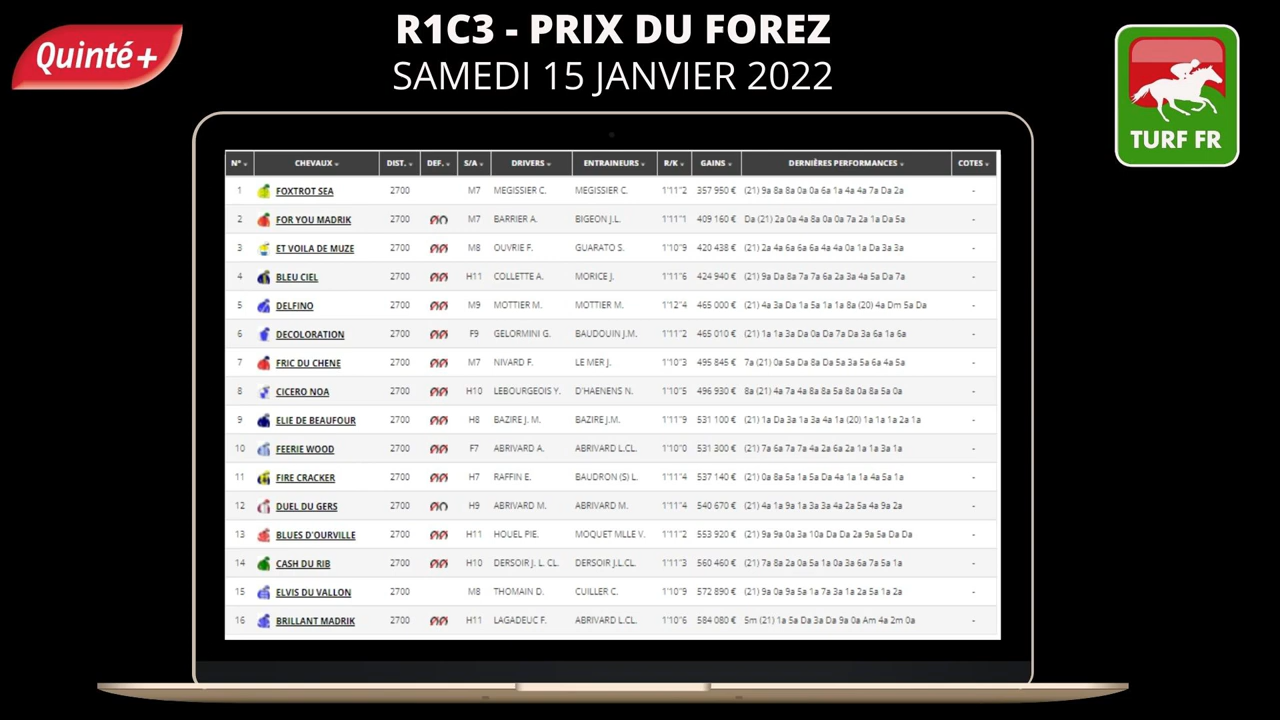 Quinté+
R1C3 - PRIX DU FOREZ
SAMEDI 15 JANVIER 2022
TURF FR
N° CHEVAUX DIST. DEF. S/A DRIVERS ENTRAINEURS R/K GAINS DERNIÈRES PERFORMANCES COTES
1 FOXTROT SEA 2700 M7 MEGISSIER C. MEGISSIER C. 1'11"2 357 950 € (21) 9a 8a 8a 0a 0a 6a 1a 4a 4a 7a Da 2a -
2 FOR YOU MADRIK 2700 M7 BARRIER A. BIGEON J.L. 1'11"1 409 160 € Da (21) 2a 0a 4a 8a 0a 0a 7a 2a 1a Da 5a -
3 ET VOILA DE MUZE 2700 M8 OUVRIE F. GUARATO S. 1'10"9 420 438 € (21) 2a 4a 6a 6a 6a 4a 4a 0a 1a Da 3a 3a -
4 BLEU CIEL 2700 H11 COLLETTE A. MORICE J. 1'11"6 424 940 € (21) 9a Da 8a 7a 7a 6a 2a 3a 4a 5a Da 7a -
5 DELFINO 2700 M9 MOTTIER M. MOTTIER M. 1'12"4 465 000 € (21) 4a 3a Da 1a 5a 1a 1a 8a (20) 4a Dm 5a Da -
6 DECOLORATION 2700 F9 GELORMINI G. BAUDOUIN J.M. 1'11"2 465 010 € (21) 1a 1a 3a Da 0a Da 7a Da 3a 6a 1a 6a -
7 FRIC DU CHENE 2700 M7 NIVARD F. LE MER J. 1'10"3 495 845 € 7a (21) 0a 5a Da 8a Da 5a 3a 5a 6a 4a 5a -
8 CICERO NOA 2700 H10 LEBOURGEOIS Y. D'HAENENS N. 1'10"5 496 930 € 8a (21) 4a 7a 4a 8a 8a 5a 8a 0a 8a 5a 0a -
9 ELIE DE BEAUFOUR 2700 H8 BAZIRE J. M. BAZIRE J.M. 1'11"9 531 100 € (21) 1a Da 3a 1a 3a 4a 1a (20) 1a 1a 1a 2a 1a -
10 FEERIE WOOD 2700 F7 ABRIVARD A. ABRIVARD L.CL. 1'10"0 531 300 € (21) 7a 6a 7a 7a 4a 2a 6a 2a 1a 1a 3a 1a -
11 FIRE CRACKER 2700 H7 RAFFIN E. BAUDRON (S) L. 1'11"4 537 140 € (21) 0a 8a 5a 1a 5a Da 4a 1a 1a 4a 5a 1a -
12 DUEL DU GERS 2700 H9 ABRIVARD M. ABRIVARD M. 1'11"4 540 670 € (21) 4a 1a 9a 1a 3a 3a 4a 2a 5a 4a 9a 2a -
13 BLUES D'OURVILLE 2700 H11 HOUEL PIE. MOQUET MLLE V. 1'11"2 553 920 € (21) 9a 9a 0a 3a 10a Da Da 2a 9a 5a Da Da -
14 CASH DU RIB 2700 H10 DERSOIR J. L. CL. DERSOIR J.L.CL. 1'11"3 560 460 € (21) 7a 8a 2a 0a 5a 1a 0a 3a 6a 7a 5a 1a -
15 ELVIS DU VALLON 2700 M8 THOMAIN D. CUILLER C. 1'10"9 572 890 € (21) 9a 0a 9a 5a 1a 7a 3a 1a 2a 5a 1a 2a -
16 BRILLANT MADRIK 2700 H11 LAGADEUC F. ABRIVARD L.CL. 1'10"6 584 080 € 5m (21) 1a 5a Da 3a Da 9a 0a Am 4a 2m 0a -